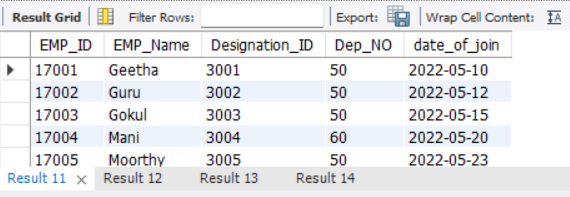 Result Grid Filter Rows: Export: Wrap Cell Content: IA
EMP_ID EMP_Name Designation_ID Dep_NO date_of_join
17001 Geetha 3001 50 2022-05-10
17002 Guru 3002 50 2022-05-12
17003 Gokul 3003 50 2022-05-15
17004 Mani 3004 60 2022-05-20
17005 Moorthy 3005 50 2022-05-23
Result 11 Result 12 Result 13 Result 14